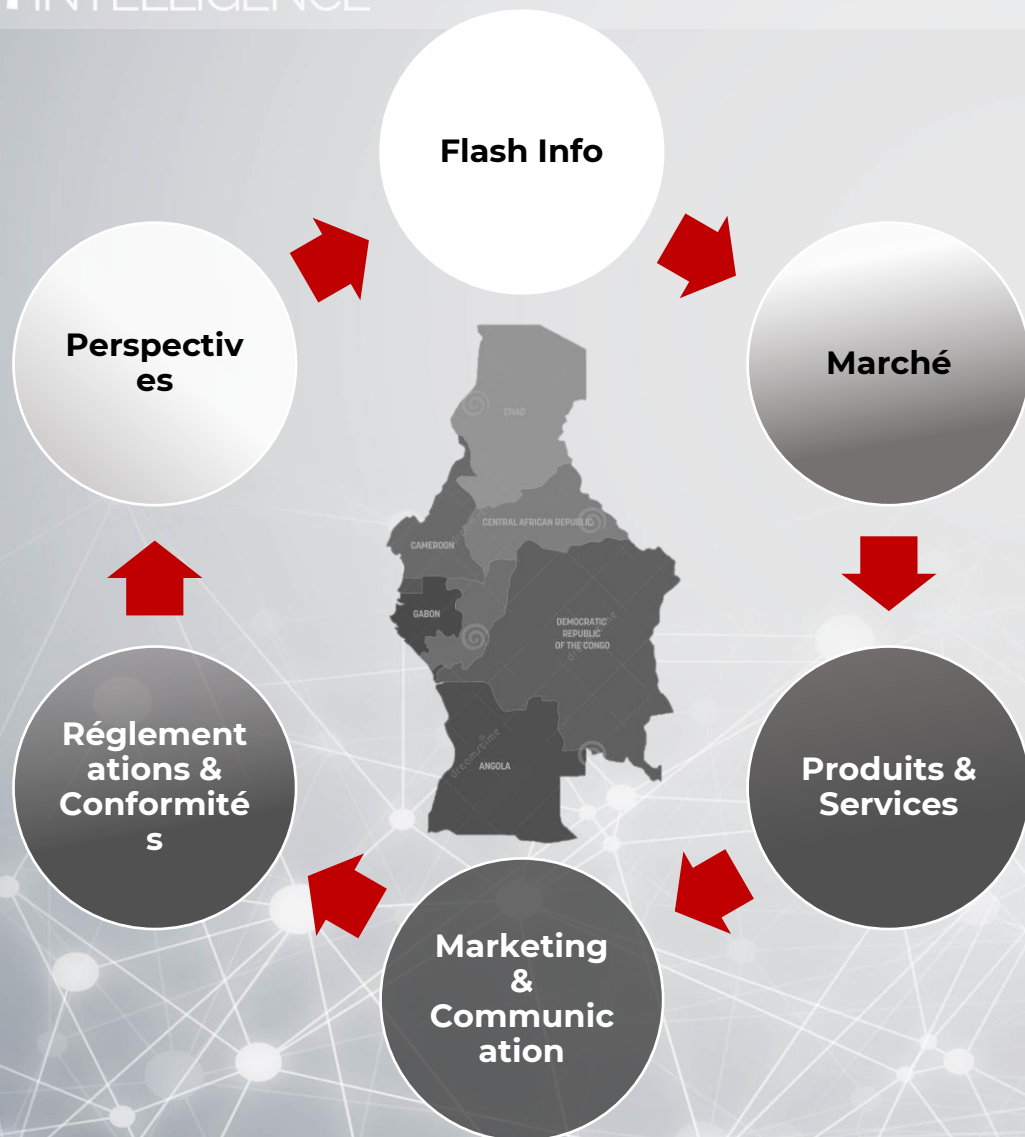 INTELLIGENCE
Flash Info
Marché
Produits &
Services
Marketing
&
Communic
ation
Réglement
ations &
Conformité
s
Perspectiv
es
CHAD
CENTRAL AFRICAN REPUBLIC
CAMEROON
GABON
DEMOCRATIC
REPUBLIC
OF THE CONGO
ANGOLA
dreamstime